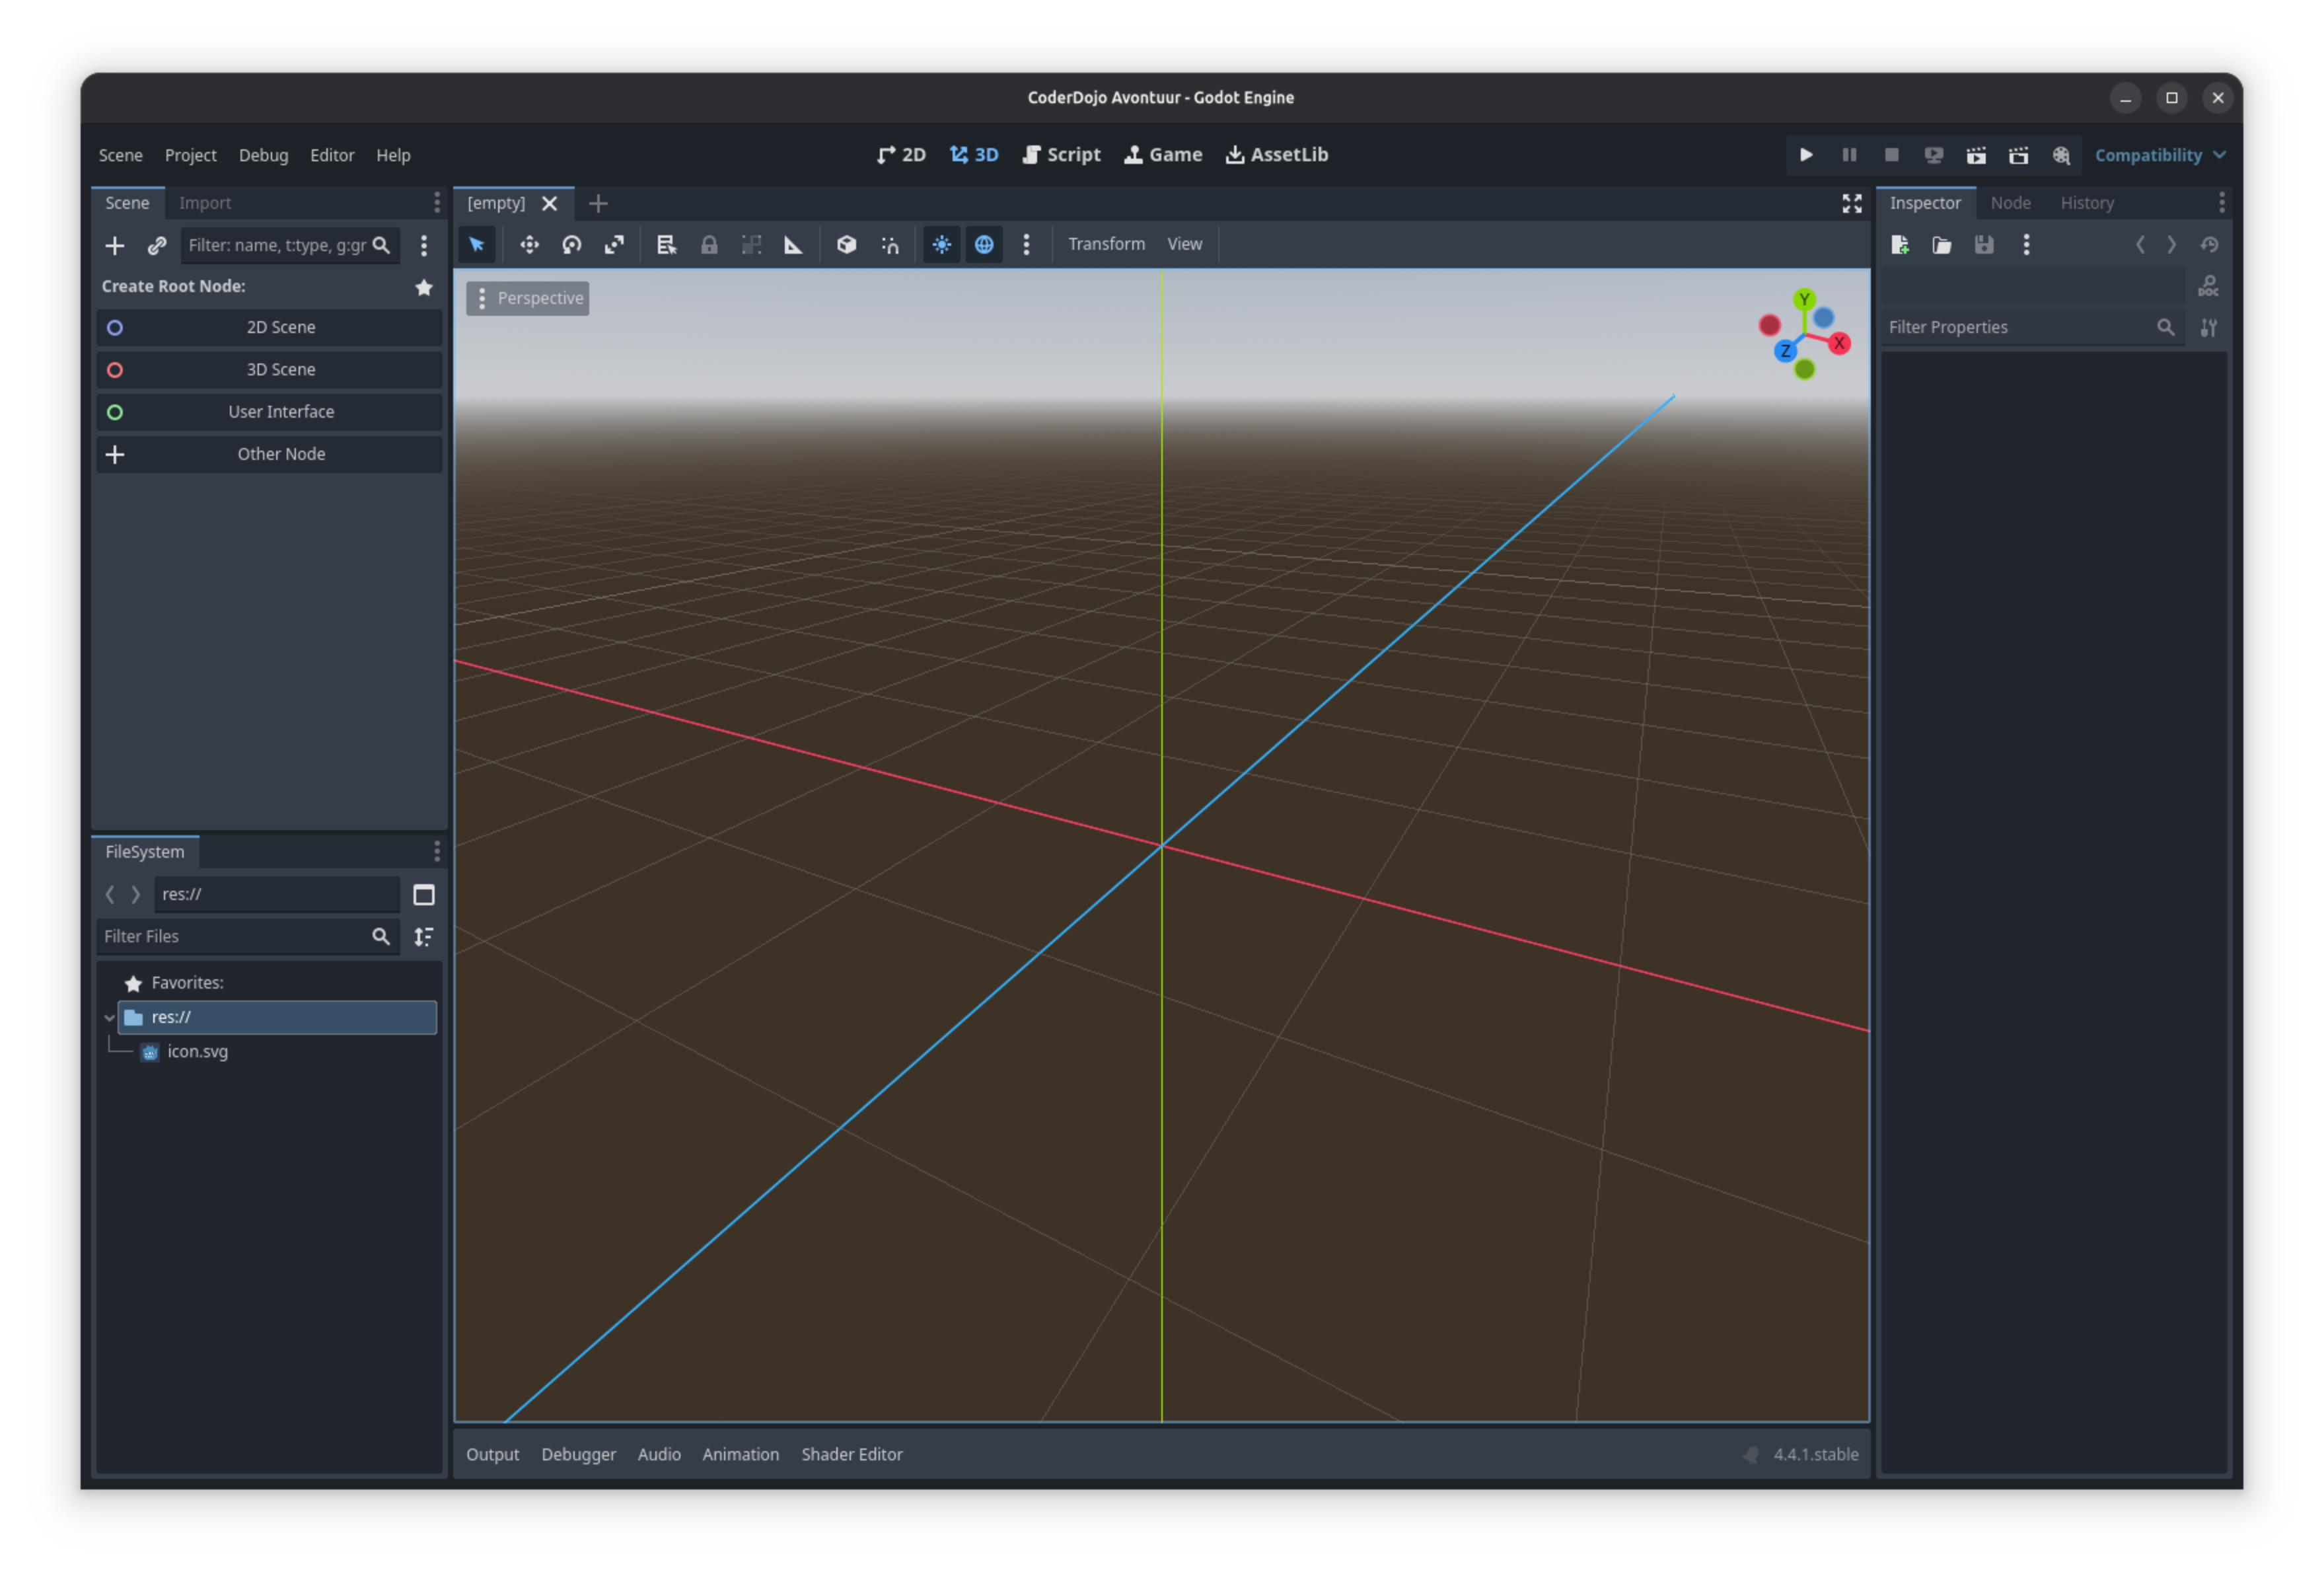 CoderDojo Avontuur - Godot Engine
Scene Project Debug Editor Help 2D 3D Script Game AssetLib Compatibility
Scene Import
[empty]
Inspector Node History
Filter: name, t:type, g:gr
Transform View
Create Root Node:
2D Scene
3D Scene
User Interface
Other Node
Perspective
Y
X
Z
DOC
Filter Properties
FileSystem
res://
Filter Files
Favorites:
res://
icon.svg
Output Debugger Audio Animation Shader Editor 4.4.1.stable